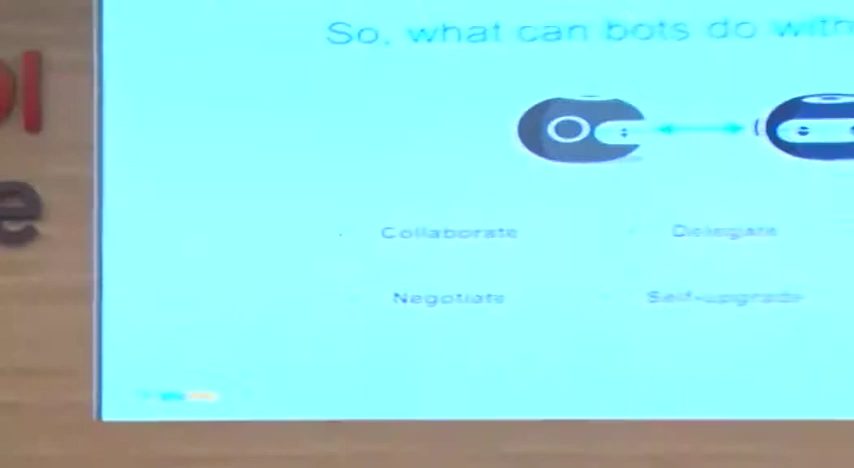 So, what can bots do with
Collaborate
Delegate
Negotiate
Self-upgrade
e